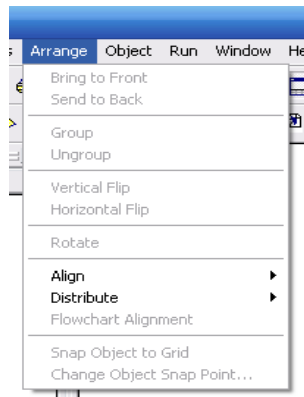 Arrange Object Run Window He
Bring to Front
Send to Back
Group
Ungroup
Vertical Flip
Horizontal Flip
Rotate
Align
Distribute
Flowchart Alignment
Snap Object to Grid
Change Object Snap Point...